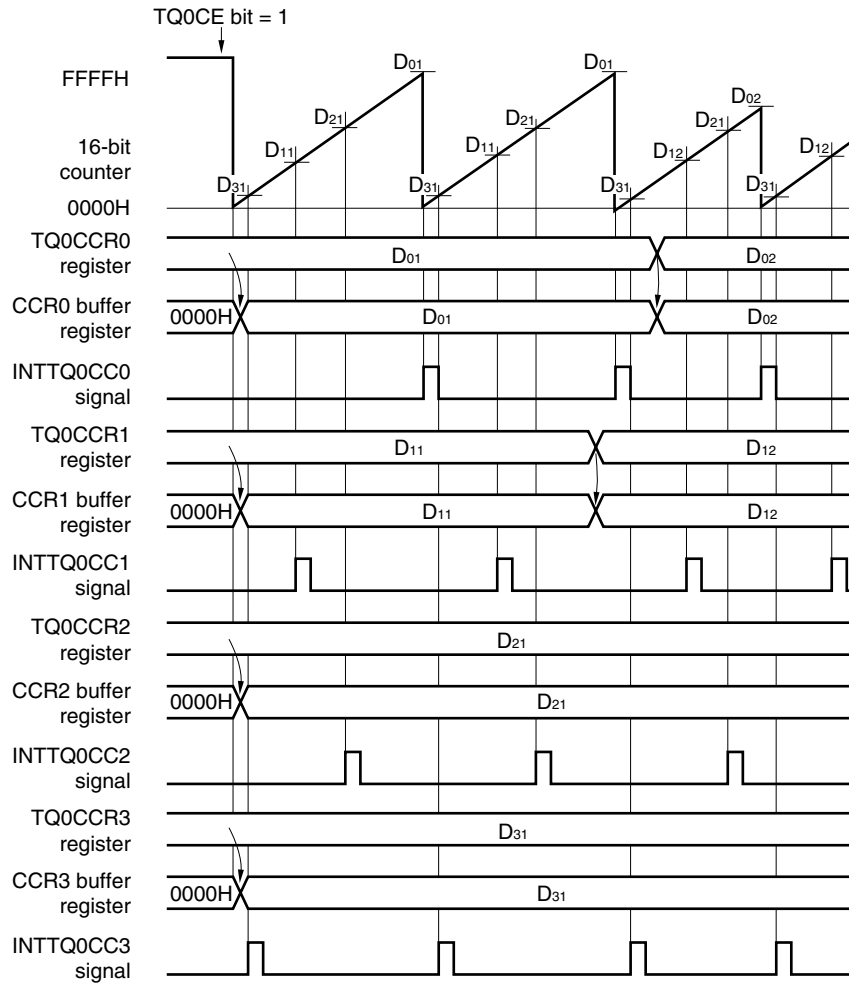 TQ0CE bit = 1
FFFFH
16-bit
counter
0000H
D31
D11
D21
D01
D31
D11
D21
D01
D31
D12
D21
D02
D31
D12
TQ0CCR0
register
D01
D02
CCR0 buffer
register
0000H
D01
D02
INTTQ0CC0
signal
TQ0CCR1
register
D11
D12
CCR1 buffer
register
0000H
D11
D12
INTTQ0CC1
signal
TQ0CCR2
register
D21
CCR2 buffer
register
0000H
D21
INTTQ0CC2
signal
TQ0CCR3
register
D31
CCR3 buffer
register
0000H
D31
INTTQ0CC3
signal